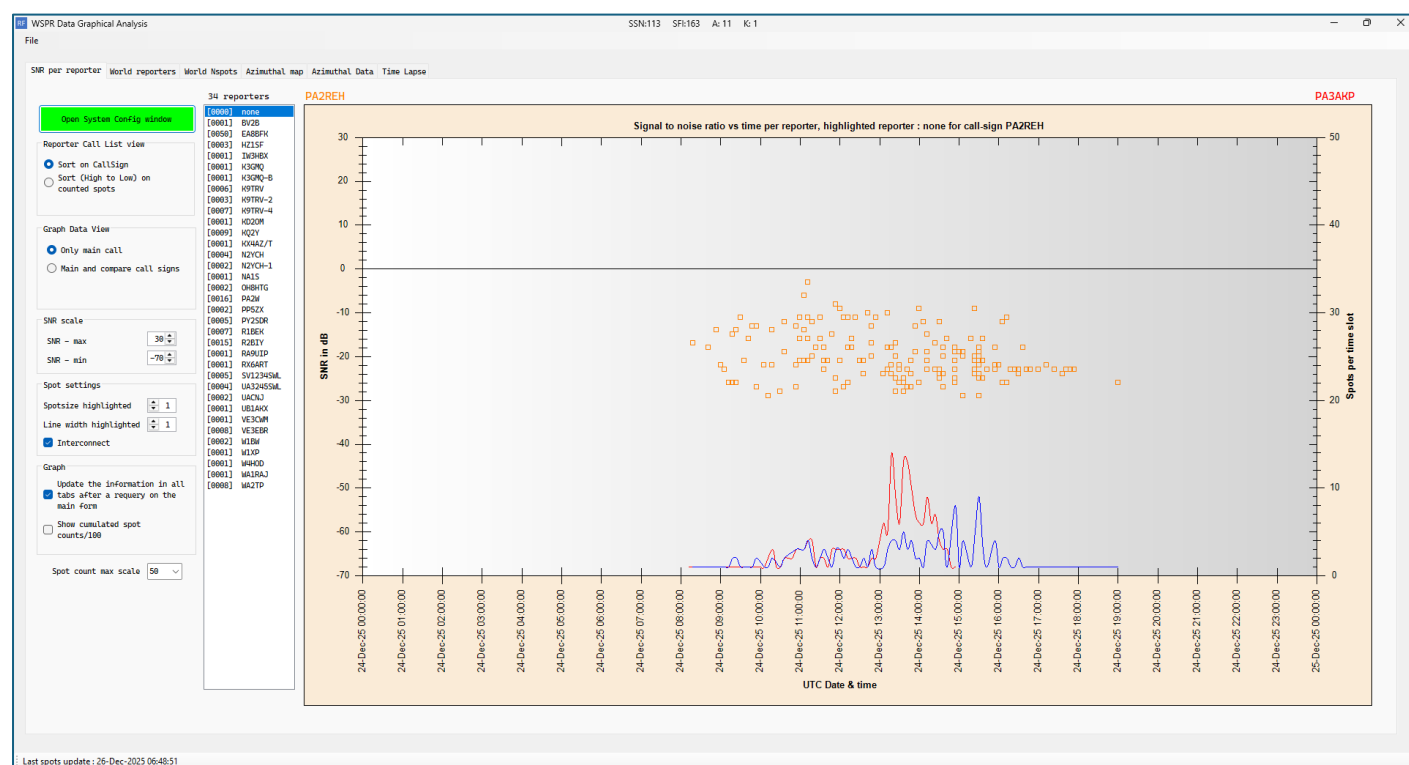 RF WSPR Data Graphical Analysis
SSN:113 SFI:163 A: 11 K: 1
File
SNR per reporter World reporters World Nspots Azimuthal map Azimuthal Data Time Lapse
Open System Config window
Reporter Call List view
Sort on CallSign
Sort (High to Low) on
counted spots
Graph Data View
Only main call
Main and compare call signs
SNR scale
SNR - max 30
SNR - min -70
Spot settings
Spotsize highlighted 1
Line width highlighted 1
Interconnect
Graph
Update the information in all
tabs after a requery on the
main form
Show cumulated spot
counts/100
Spot count max scale 50
34 reporters
[0000] none
[0001] BV2B
[0050] EA8BFK
[0003] HZ1SF
[0001] IW3HBX
[0001] K3GMQ
[0001] K3GMQ-B
[0006] K9TRV
[0003] K9TRV-2
[0007] K9TRV-4
[0001] KD2OM
[0009] KQ2Y
[0001] KX4AZ/T
[0004] N2YCH
[0002] N2YCH-1
[0001] NA1S
[0002] OH8HTG
[0016] PA2W
[0002] PP5ZX
[0005] PY2SDR
[0007] R1BEK
[0015] R2BIY
[0001] RA9UIP
[0001] RX6ART
[0005] SV1234SWL
[0004] UA3245SWL
[0002] UACNJ
[0001] UB1AKX
[0001] VE3CWM
[0008] VE3EBR
[0002] W1BW
[0001] W1XP
[0001] W4HOD
[0001] WA1RAJ
[0008] WA2TP
PA2REH
PA3AKP
Signal to noise ratio vs time per reporter, highlighted reporter : none for call-sign PA2REH
SNR in dB
30
20
10
0
-10
-20
-30
-40
-50
-60
-70
50
40
30
20
10
0
Spots per time slot
24-Dec-25 00:00:00
24-Dec-25 01:00:00
24-Dec-25 02:00:00
24-Dec-25 03:00:00
24-Dec-25 04:00:00
24-Dec-25 05:00:00
24-Dec-25 06:00:00
24-Dec-25 07:00:00
24-Dec-25 08:00:00
24-Dec-25 09:00:00
24-Dec-25 10:00:00
24-Dec-25 11:00:00
24-Dec-25 12:00:00
24-Dec-25 13:00:00
24-Dec-25 14:00:00
24-Dec-25 15:00:00
24-Dec-25 16:00:00
24-Dec-25 17:00:00
24-Dec-25 18:00:00
24-Dec-25 19:00:00
24-Dec-25 20:00:00
24-Dec-25 21:00:00
24-Dec-25 22:00:00
24-Dec-25 23:00:00
25-Dec-25 00:00:00
UTC Date & time
Last spots update : 26-Dec-2025 06:48:51